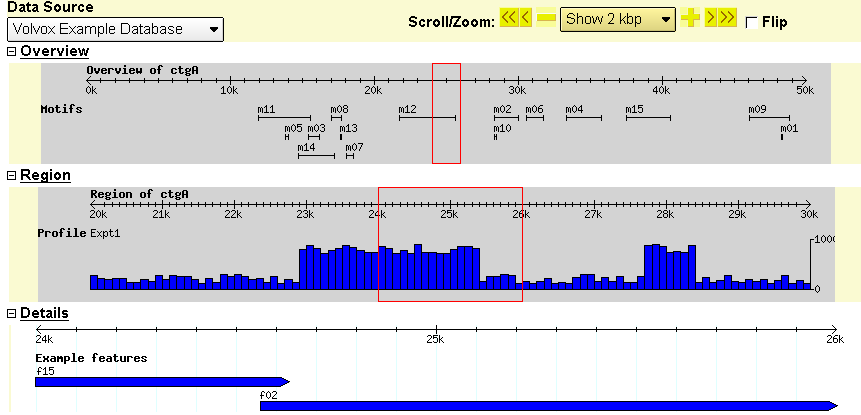 Data Source
Volvox Example Database
Scroll/Zoom: Show 2 kbp Flip
Overview
Overview of ctgA
0k 10k 20k 30k 40k 50k
Motifs
m11 m08 m12 m02 m06 m04 m15 m09
m05 m03 m13 m10 m01
m14 m07
Region
Region of ctgA
20k 21k 22k 23k 24k 25k 26k 27k 28k 29k 30k
Profile Expt1
1000
0
Details
24k 25k 26k
Example features
f15
f02